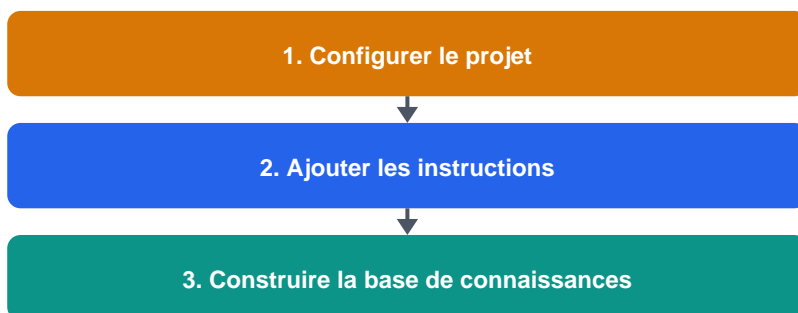 1. Configurer le projet
2. Ajouter les instructions
3. Construire la base de connaissances